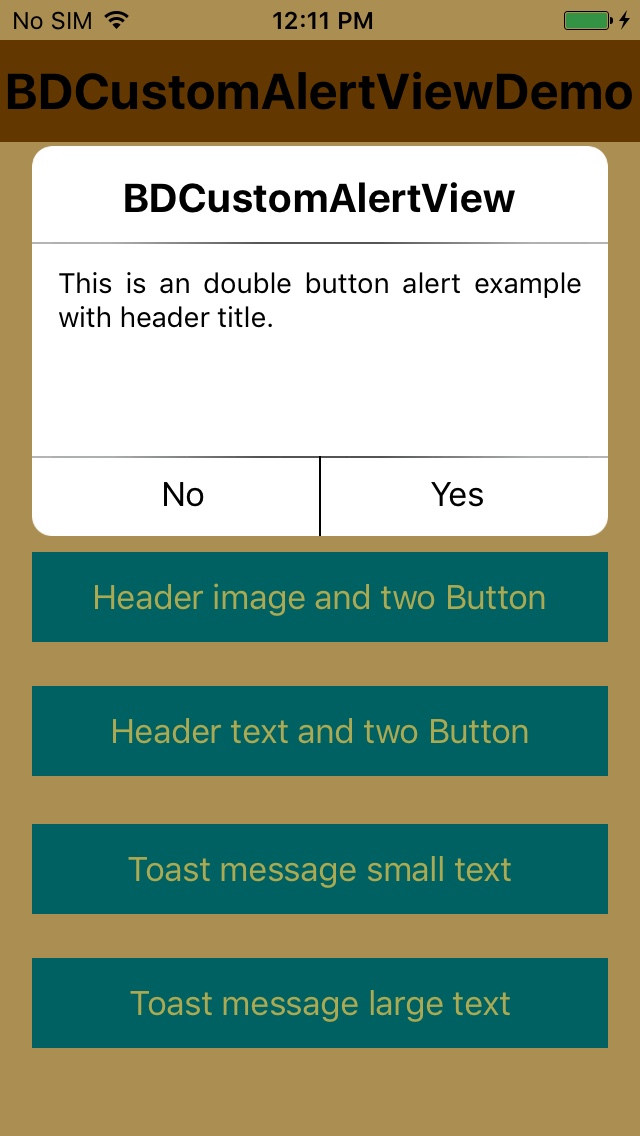 No SIM 12:11 PM
BDCustomAlertViewDemo
BDCustomAlertView
This is an double button alert example
with header title.
No Yes
Header image and two Button
Header text and two Button
Toast message small text
Toast message large text